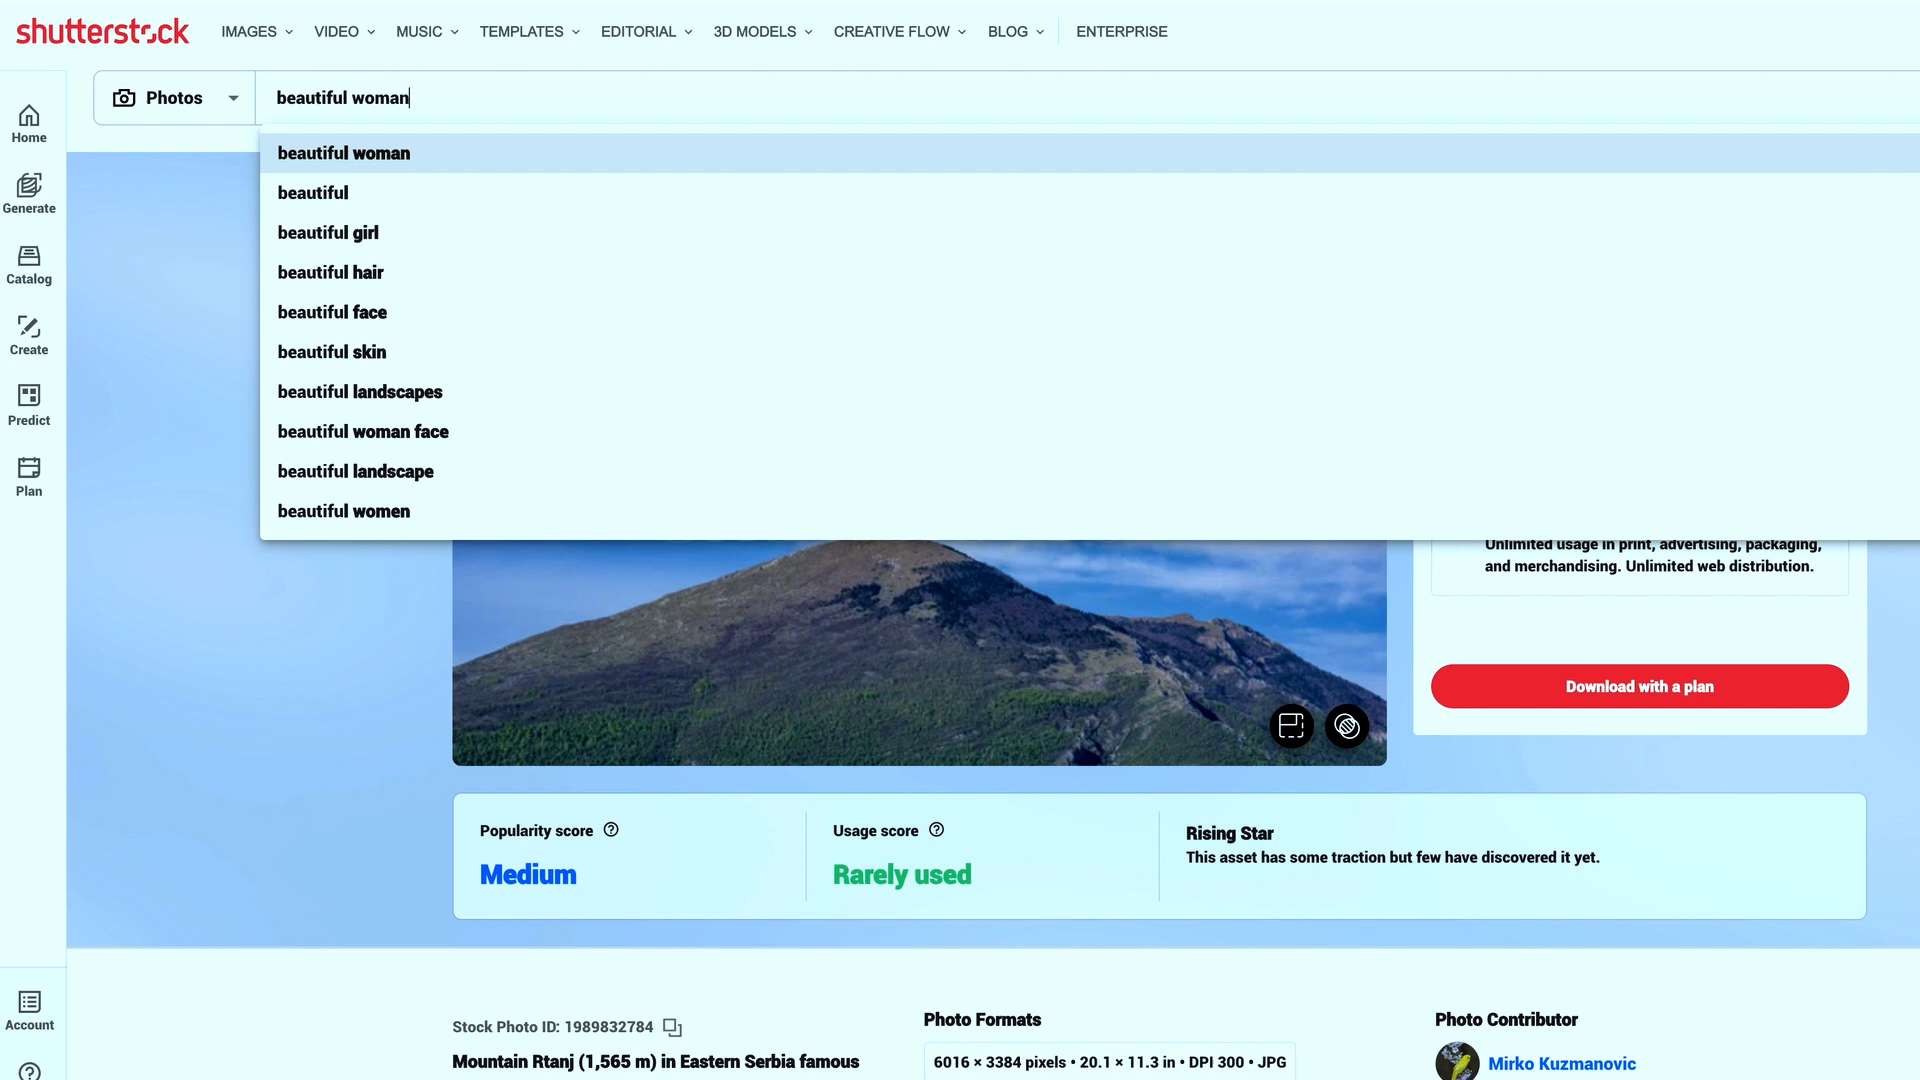 shutterstock
IMAGES VIDEO MUSIC TEMPLATES EDITORIAL 3D MODELS CREATIVE FLOW BLOG ENTERPRISE
Photos
beautiful woman
Home
Generate
Catalog
Create
Predict
Plan
beautiful woman
beautiful
beautiful girl
beautiful hair
beautiful face
beautiful skin
beautiful landscapes
beautiful woman face
beautiful landscape
beautiful women
Unlimited usage in print, advertising, packaging,
and merchandising. Unlimited web distribution.
Download with a plan
Popularity score
Medium
Usage score
Rarely used
Rising Star
This asset has some traction but few have discovered it yet.
Account
Stock Photo ID: 1989832784
Mountain Rtanj (1,565 m) in Eastern Serbia famous
Photo Formats
6016 × 3384 pixels • 20.1 × 11.3 in • DPI 300 • JPG
Photo Contributor
Mirko Kuzmanovic